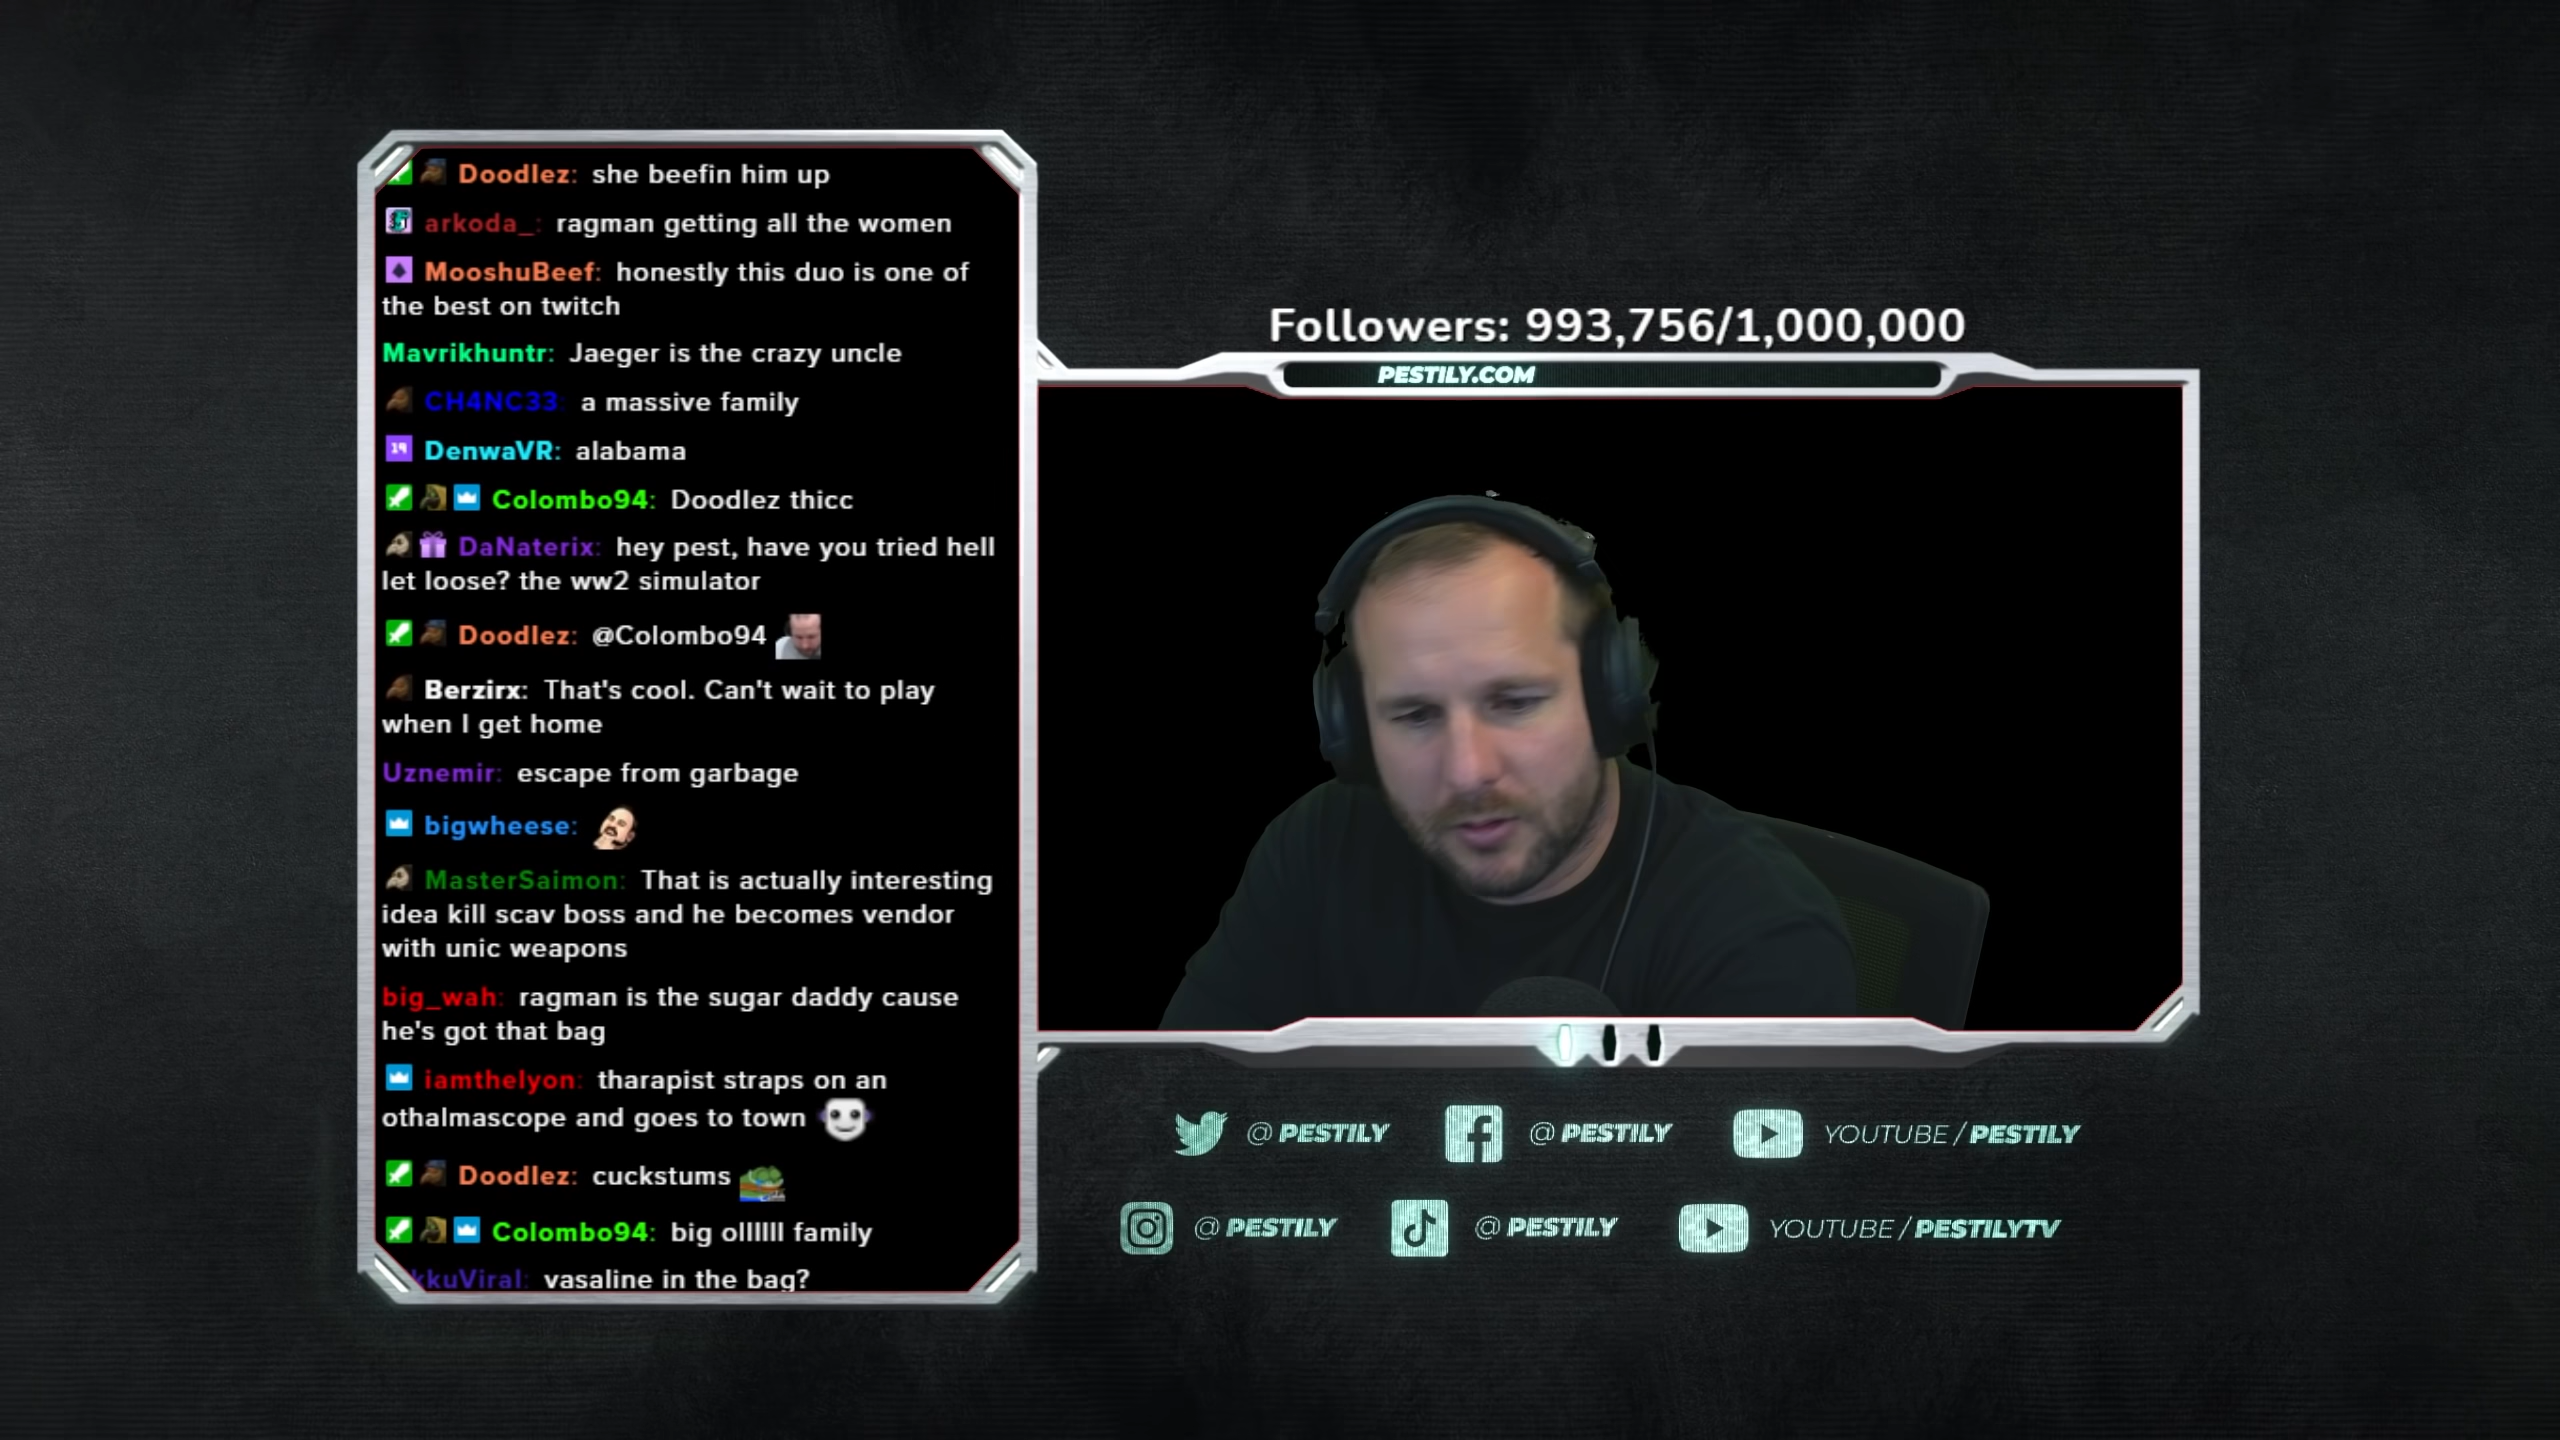 Doodlez: she beefin him up
arkoda_: ragman getting all the women
MooshuBeef: honestly this duo is one of
the best on twitch
Mavrikhuntr: Jaeger is the crazy uncle
CH4NC33: a massive family
19
DenwaVR: alabama
Colombo94: Doodlez thicc
DaNaterix: hey pest, have you tried hell
let loose? the ww2 simulator
Doodlez: @Colombo94
Berzirx: That's cool. Can't wait to play
when I get home
Uznemir: escape from garbage
bigwheese:
MasterSaimon: That is actually interesting
idea kill scav boss and he becomes vendor
with unic weapons
big_wah: ragman is the sugar daddy cause
he's got that bag
iamthelyon: tharapist straps on an
othalmascope and goes to town
Doodlez: cuckstums
Colombo94: big ollllll family
kkuViral: vasaline in the bag?
Followers: 993,756/1,000,000
PESTILY.COM
@PESTILY
@PESTILY
YOUTUBE/PESTILY
@PESTILY
@PESTILY
YOUTUBE/PESTILYTV